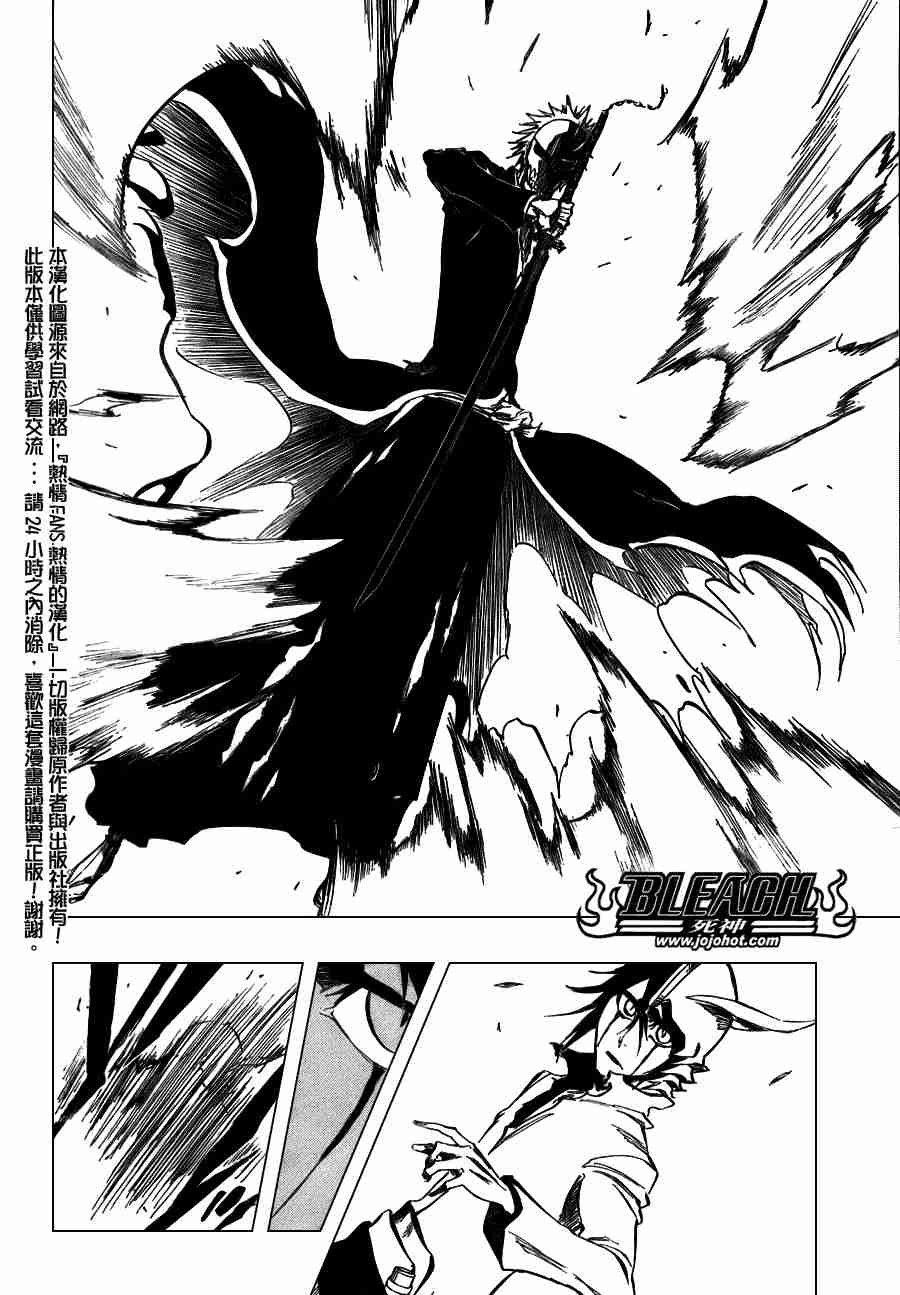 本漢化圖源來自於網路，『熱情FANS.熱情的漢化』一切版權歸原作者與出版社擁有！
此版本僅供學習試看交流… 請 24 小時之內消除，喜歡這套漫畫請購買正版！謝謝。
BLEACH
死神
www.jojohot.com